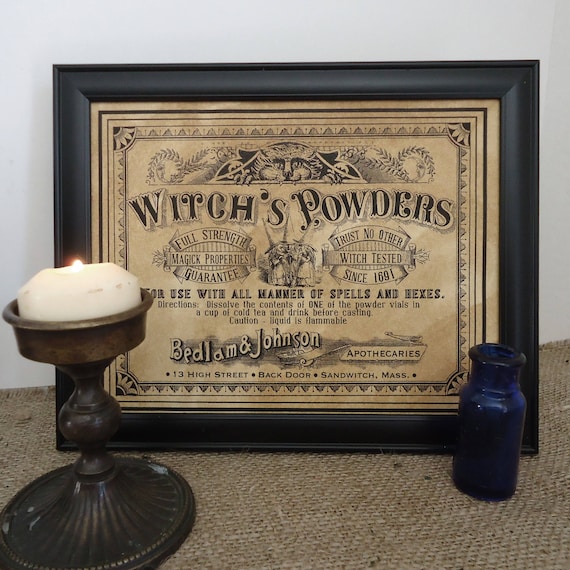 WITCH'S POWDERS
FULL STRENGTH
MAGICK PROPERTIES
GUARANTEE
TRUST NO OTHER
WITCH TESTED
SINCE 1691
FOR USE WITH ALL MANNER OF SPELLS AND HEXES.
Directions: Dissolve the contents of ONE of the powder vials in
a cup of cold tea and drink before casting.
Caution - liquid is flammable
Bedlam & Johnson
APOTHECARIES
• 13 HIGH STREET • BACK DOOR • SANDWITCH, MASS. •